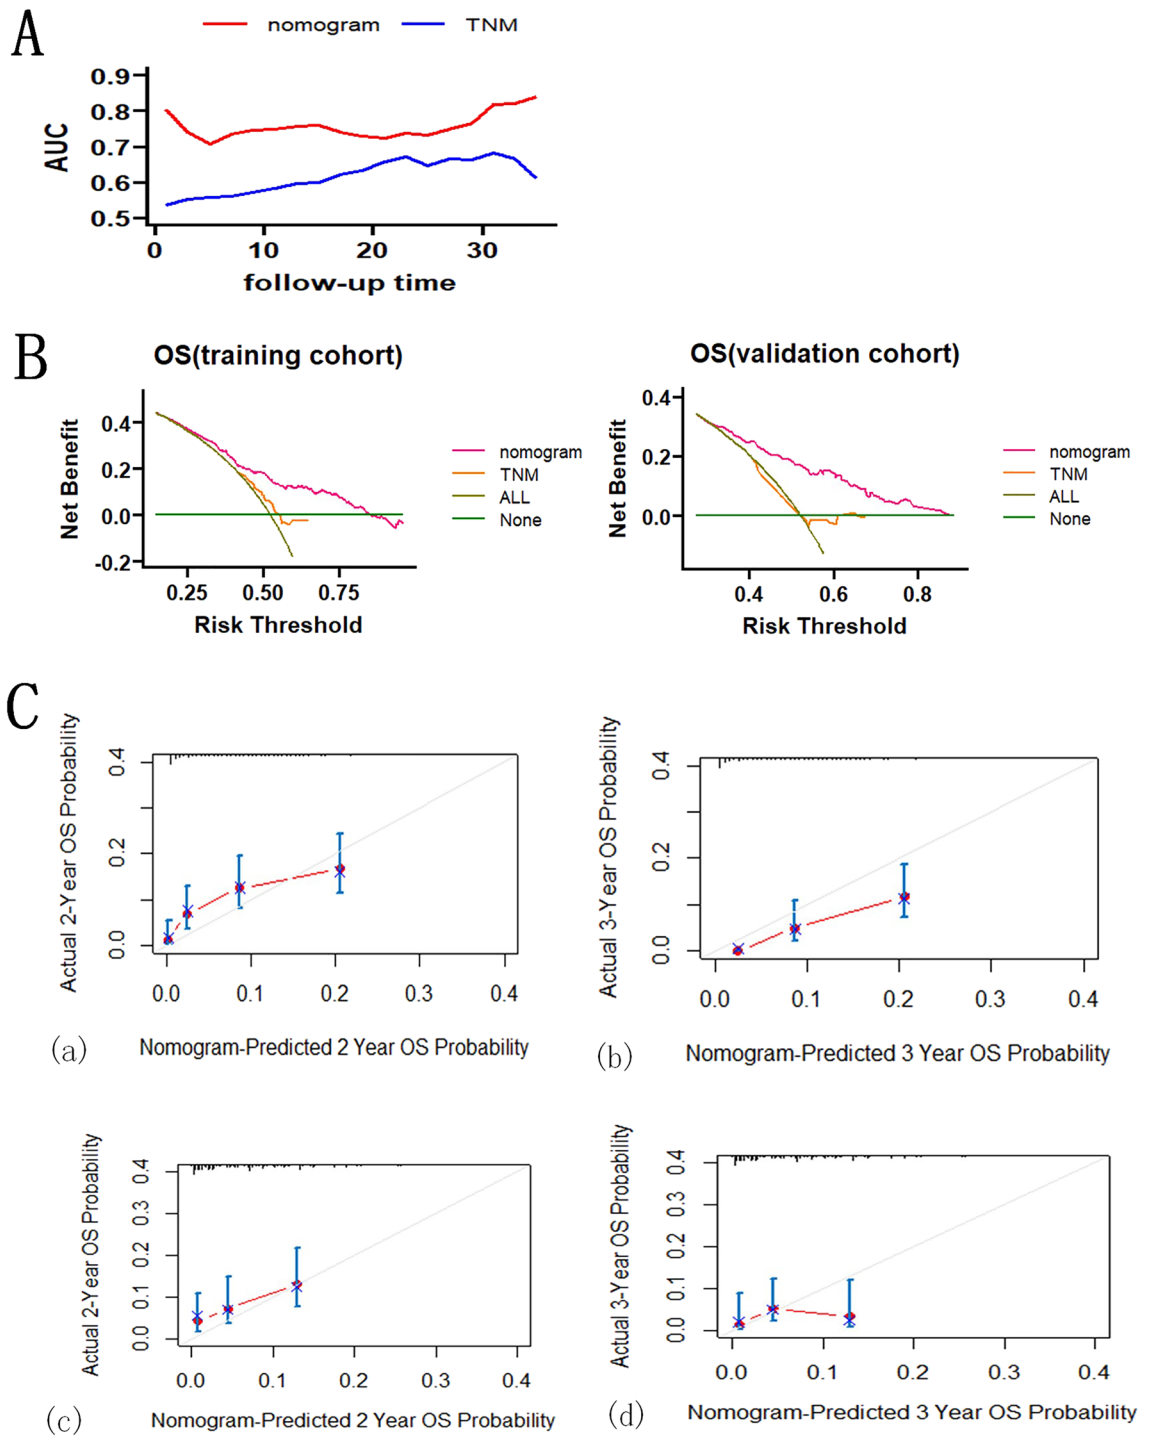 A
nomogram TNM
0.9
0.8
0.7
0.6
0.5
AUC
0 10 20 30
follow-up time
B
OS(training cohort)
0.4
0.2
0.0
-0.2
Net Benefit
0.25 0.50 0.75
Risk Threshold
nomogram
TNM
ALL
None
OS(validation cohort)
0.4
0.2
0.0
Net Benefit
0.4 0.6 0.8
Risk Threshold
nomogram
TNM
ALL
None
C
Actual 2-Year OS Probability
0.4
0.2
0.0
0.0 0.1 0.2 0.3 0.4
(a)
Nomogram-Predicted 2 Year OS Probability
Actual 3-Year OS Probability
0.4
0.2
0.0
0.0 0.1 0.2 0.3 0.4
(b)
Nomogram-Predicted 3 Year OS Probability
Actual 2-Year OS Probability
0.4
0.3
0.2
0.1
0.0
0.0 0.1 0.2 0.3 0.4
(c)
Nomogram-Predicted 2 Year OS Probability
Actual 3-Year OS Probability
0.4
0.3
0.2
0.1
0.0
0.0 0.1 0.2 0.3 0.4
(d)
Nomogram-Predicted 3 Year OS Probability